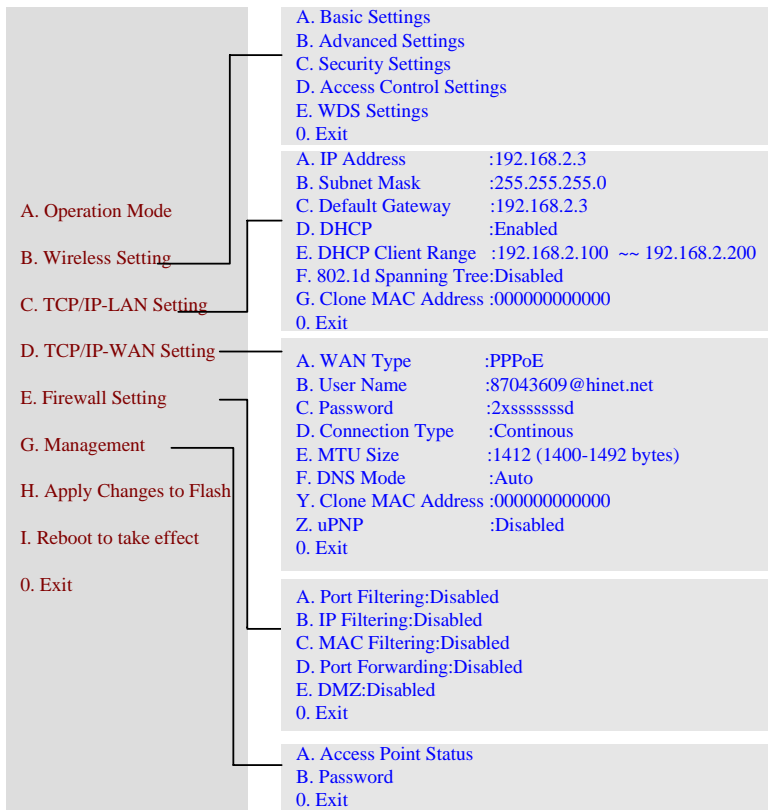 A. Operation Mode
B. Wireless Setting
C. TCP/IP-LAN Setting
D. TCP/IP-WAN Setting
E. Firewall Setting
G. Management
H. Apply Changes to Flash
I. Reboot to take effect
0. Exit
A. Basic Settings
B. Advanced Settings
C. Security Settings
D. Access Control Settings
E. WDS Settings
0. Exit
A. IP Address :192.168.2.3
B. Subnet Mask :255.255.255.0
C. Default Gateway :192.168.2.3
D. DHCP :Enabled
E. DHCP Client Range :192.168.2.100 ~~ 192.168.2.200
F. 802.1d Spanning Tree:Disabled
G. Clone MAC Address :000000000000
0. Exit
A. WAN Type :PPPoE
B. User Name :87043609@hinet.net
C. Password :2xsssssssd
D. Connection Type :Continous
E. MTU Size :1412 (1400-1492 bytes)
F. DNS Mode :Auto
Y. Clone MAC Address :000000000000
Z. uPNP :Disabled
0. Exit
A. Port Filtering:Disabled
B. IP Filtering:Disabled
C. MAC Filtering:Disabled
D. Port Forwarding:Disabled
E. DMZ:Disabled
0. Exit
A. Access Point Status
B. Password
0. Exit